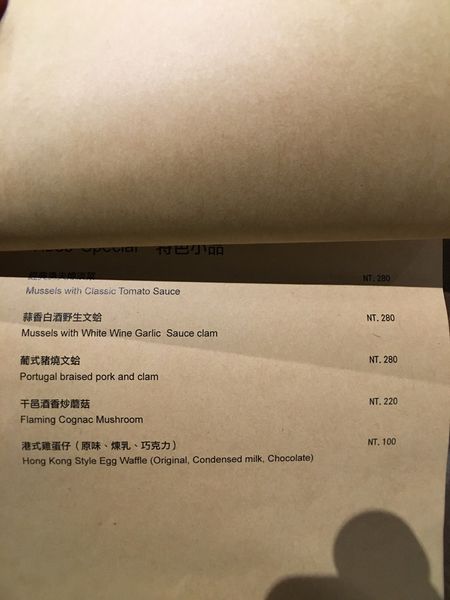 Special 特色小品
NT. 280
Mussels with Classic Tomato Sauce
蒜香白酒野生文蛤 NT. 280
Mussels with White Wine Garlic Sauce clam
葡式豬燒文蛤 NT. 280
Portugal braised pork and clam
干邑酒香炒蘑菇 NT. 220
Flaming Cognac Mushroom
港式雞蛋仔（原味、煉乳、巧克力） NT. 100
Hong Kong Style Egg Waffle (Original, Condensed milk, Chocolate)